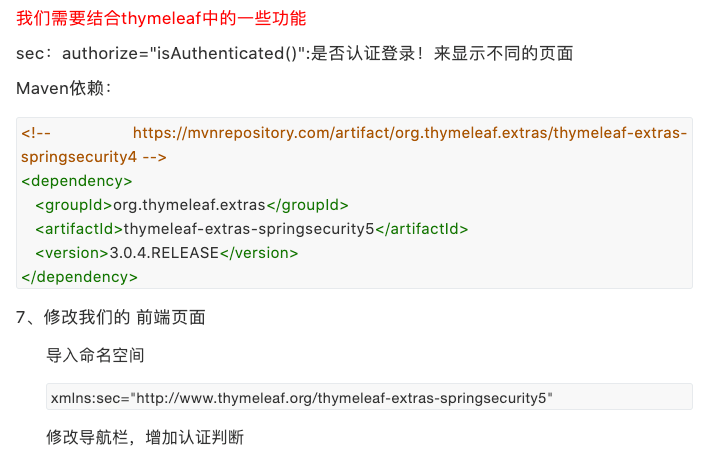 我们需要结合thymeleaf中的一些功能
sec：authorize="isAuthenticated()":是否认证登录！来显示不同的页面
Maven依赖：
<!-- https://mvnrepository.com/artifact/org.thymeleaf.extras/thymeleaf-extras-
springsecurity4 -->
<dependency>
<groupId>org.thymeleaf.extras</groupId>
<artifactId>thymeleaf-extras-springsecurity5</artifactId>
<version>3.0.4.RELEASE</version>
</dependency>
7、修改我们的 前端页面
导入命名空间
xmlns:sec="http://www.thymeleaf.org/thymeleaf-extras-springsecurity5"
修改导航栏，增加认证判断